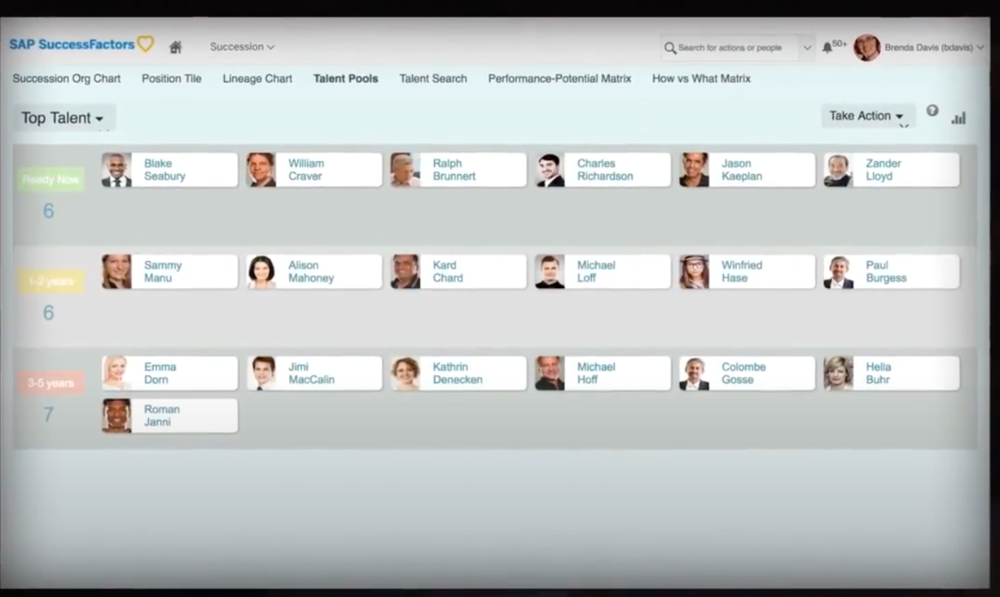 SAP SuccessFactors
Succession
Search for actions or people
50+
Brenda Davis (bdavis)
Succession Org Chart Position Tile Lineage Chart Talent Pools Talent Search Performance-Potential Matrix How vs What Matrix
Top Talent
Take Action
?
Ready Now
6
Blake
Seabury
William
Craver
Ralph
Brunnert
Charles
Richardson
Jason
Kaeplan
Zander
Lloyd
1-2 years
6
Sammy
Manu
Alison
Mahoney
Kard
Chard
Michael
Loff
Winfried
Hase
Paul
Burgess
3-5 years
7
Emma
Dorn
Jimi
MacCalin
Kathrin
Denecken
Michael
Hoff
Colombe
Gosse
Hella
Buhr
Roman
Janni